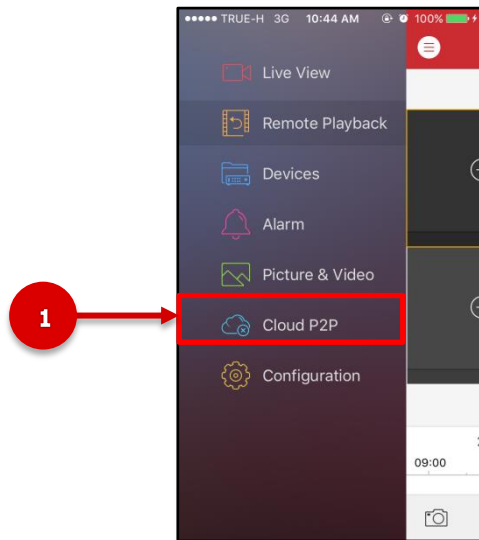 TRUE-H 3G 10:44 AM 100%
Live View
Remote Playback
Devices
Alarm
Picture & Video
1
Cloud P2P
Configuration
09:00